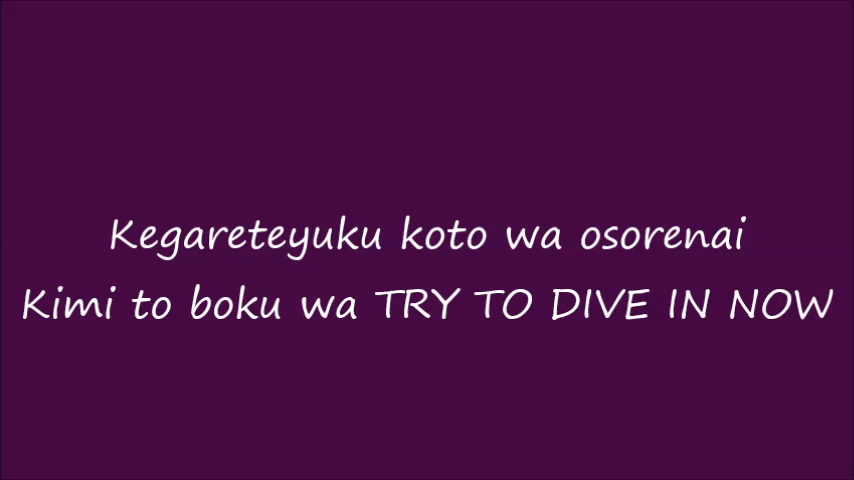 Kegareteyuku koto wa osorenai
Kimi to boku wa TRY TO DIVE IN NOW